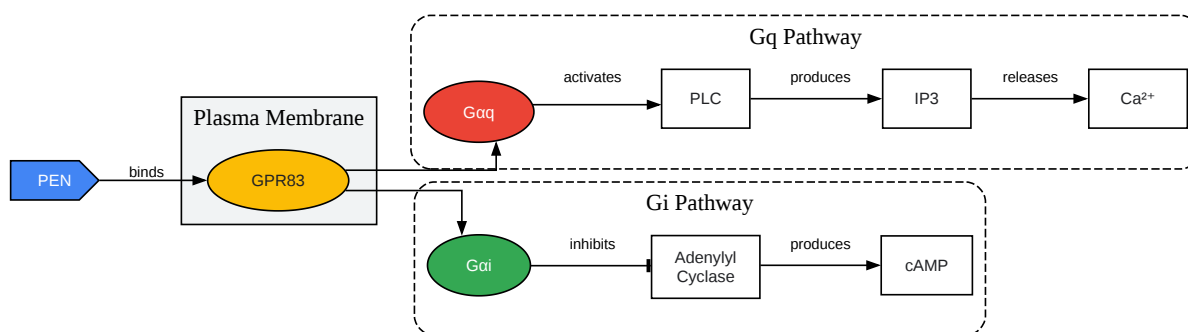 Gq Pathway
activates
produces
releases
Gαq
PLC
IP3
Ca²⁺
Plasma Membrane
PEN
binds
GPR83
Gi Pathway
inhibits
produces
Gαi
Adenylyl
Cyclase
cAMP